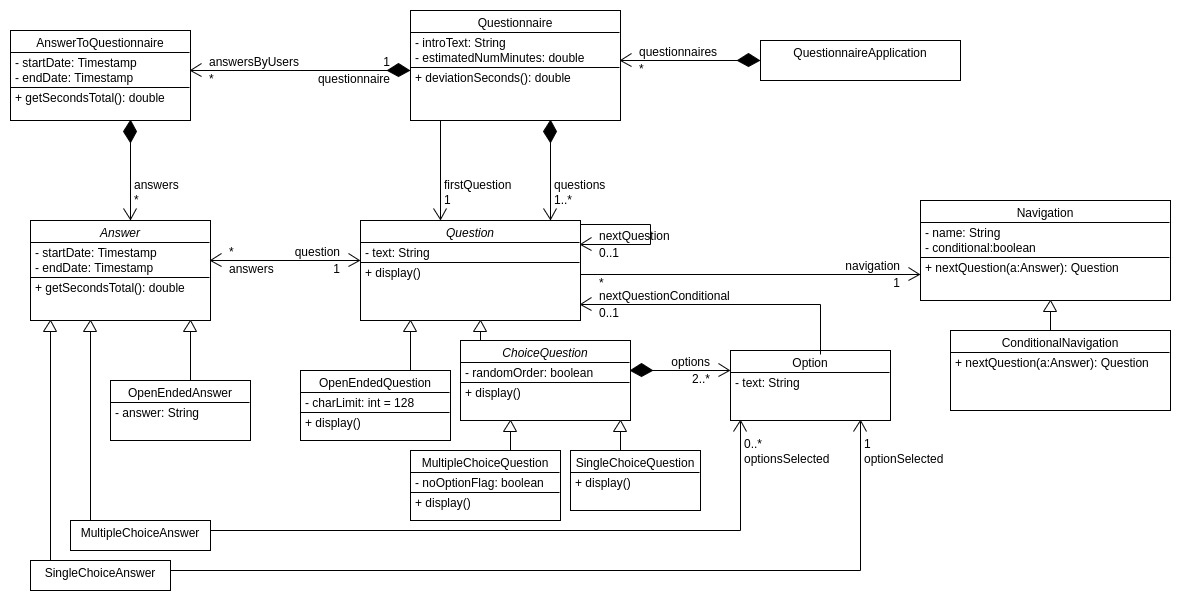 Questionnaire
- introText: String
- estimatedNumMinutes: double
+ deviationSeconds(): double
AnswerToQuestionnaire
- startDate: Timestamp
- endDate: Timestamp
+ getSecondsTotal(): double
answersByUsers
*
1
questionnaire
questionnaires
*
QuestionnaireApplication
answers
*
firstQuestion
1
questions
1..*
Answer
- startDate: Timestamp
- endDate: Timestamp
+ getSecondsTotal(): double
*
answers
question
1
Question
- text: String
+ display()
nextQuestion
0..1
*
navigation
1
nextQuestionConditional
0..1
Navigation
- name: String
- conditional:boolean
+ nextQuestion(a:Answer): Question
ConditionalNavigation
+ nextQuestion(a:Answer): Question
OpenEndedAnswer
- answer: String
OpenEndedQuestion
- charLimit: int = 128
+ display()
ChoiceQuestion
- randomOrder: boolean
+ display()
options
2..*
Option
- text: String
MultipleChoiceQuestion
- noOptionFlag: boolean
+ display()
SingleChoiceQuestion
+ display()
0..*
optionsSelected
1
optionSelected
MultipleChoiceAnswer
SingleChoiceAnswer